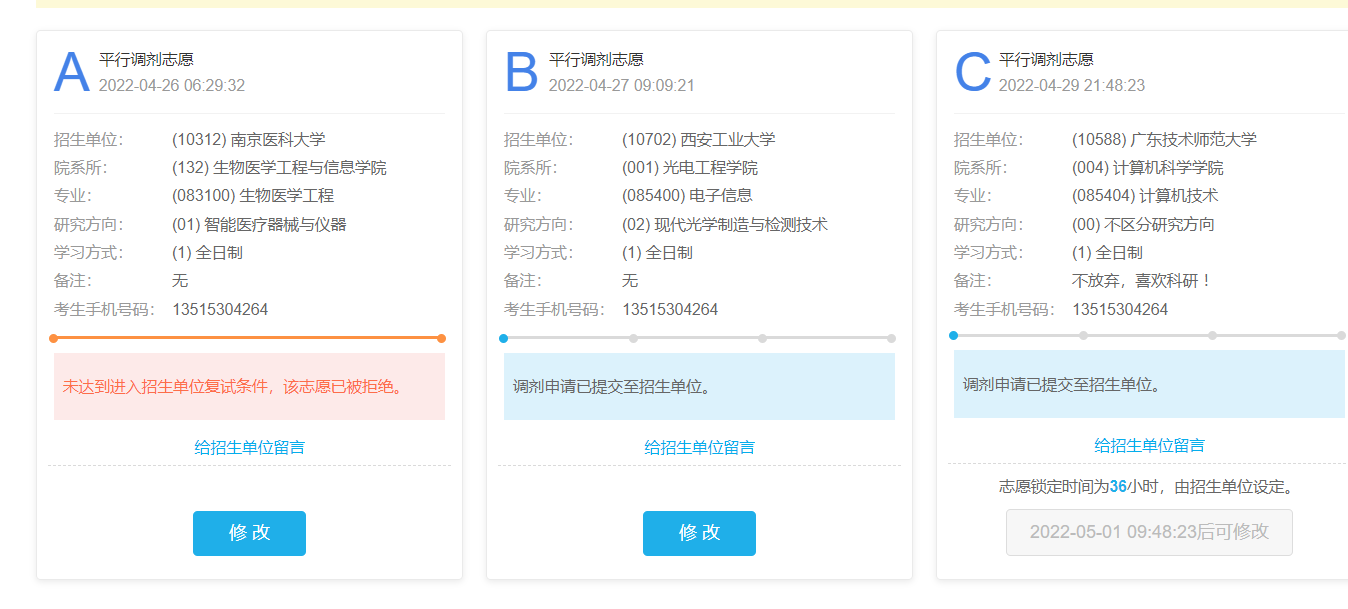 A 平行调剂志愿
2022-04-26 06:29:32
招生单位： (10312) 南京医科大学
院系所： (132) 生物医学工程与信息学院
专业： (083100) 生物医学工程
研究方向： (01) 智能医疗器械与仪器
学习方式： (1) 全日制
备注： 无
考生手机号码： 13515304264
未达到进入招生单位复试条件，该志愿已被拒绝。
给招生单位留言
修 改
B 平行调剂志愿
2022-04-27 09:09:21
招生单位： (10702) 西安工业大学
院系所： (001) 光电工程学院
专业： (085400) 电子信息
研究方向： (02) 现代光学制造与检测技术
学习方式： (1) 全日制
备注： 无
考生手机号码： 13515304264
调剂申请已提交至招生单位。
给招生单位留言
修 改
C 平行调剂志愿
2022-04-29 21:48:23
招生单位： (10588) 广东技术师范大学
院系所： (004) 计算机科学学院
专业： (085404) 计算机技术
研究方向： (00) 不区分研究方向
学习方式： (1) 全日制
备注： 不放弃，喜欢科研！
考生手机号码： 13515304264
调剂申请已提交至招生单位。
给招生单位留言
志愿锁定时间为36小时，由招生单位设定。
2022-05-01 09:48:23后可修改